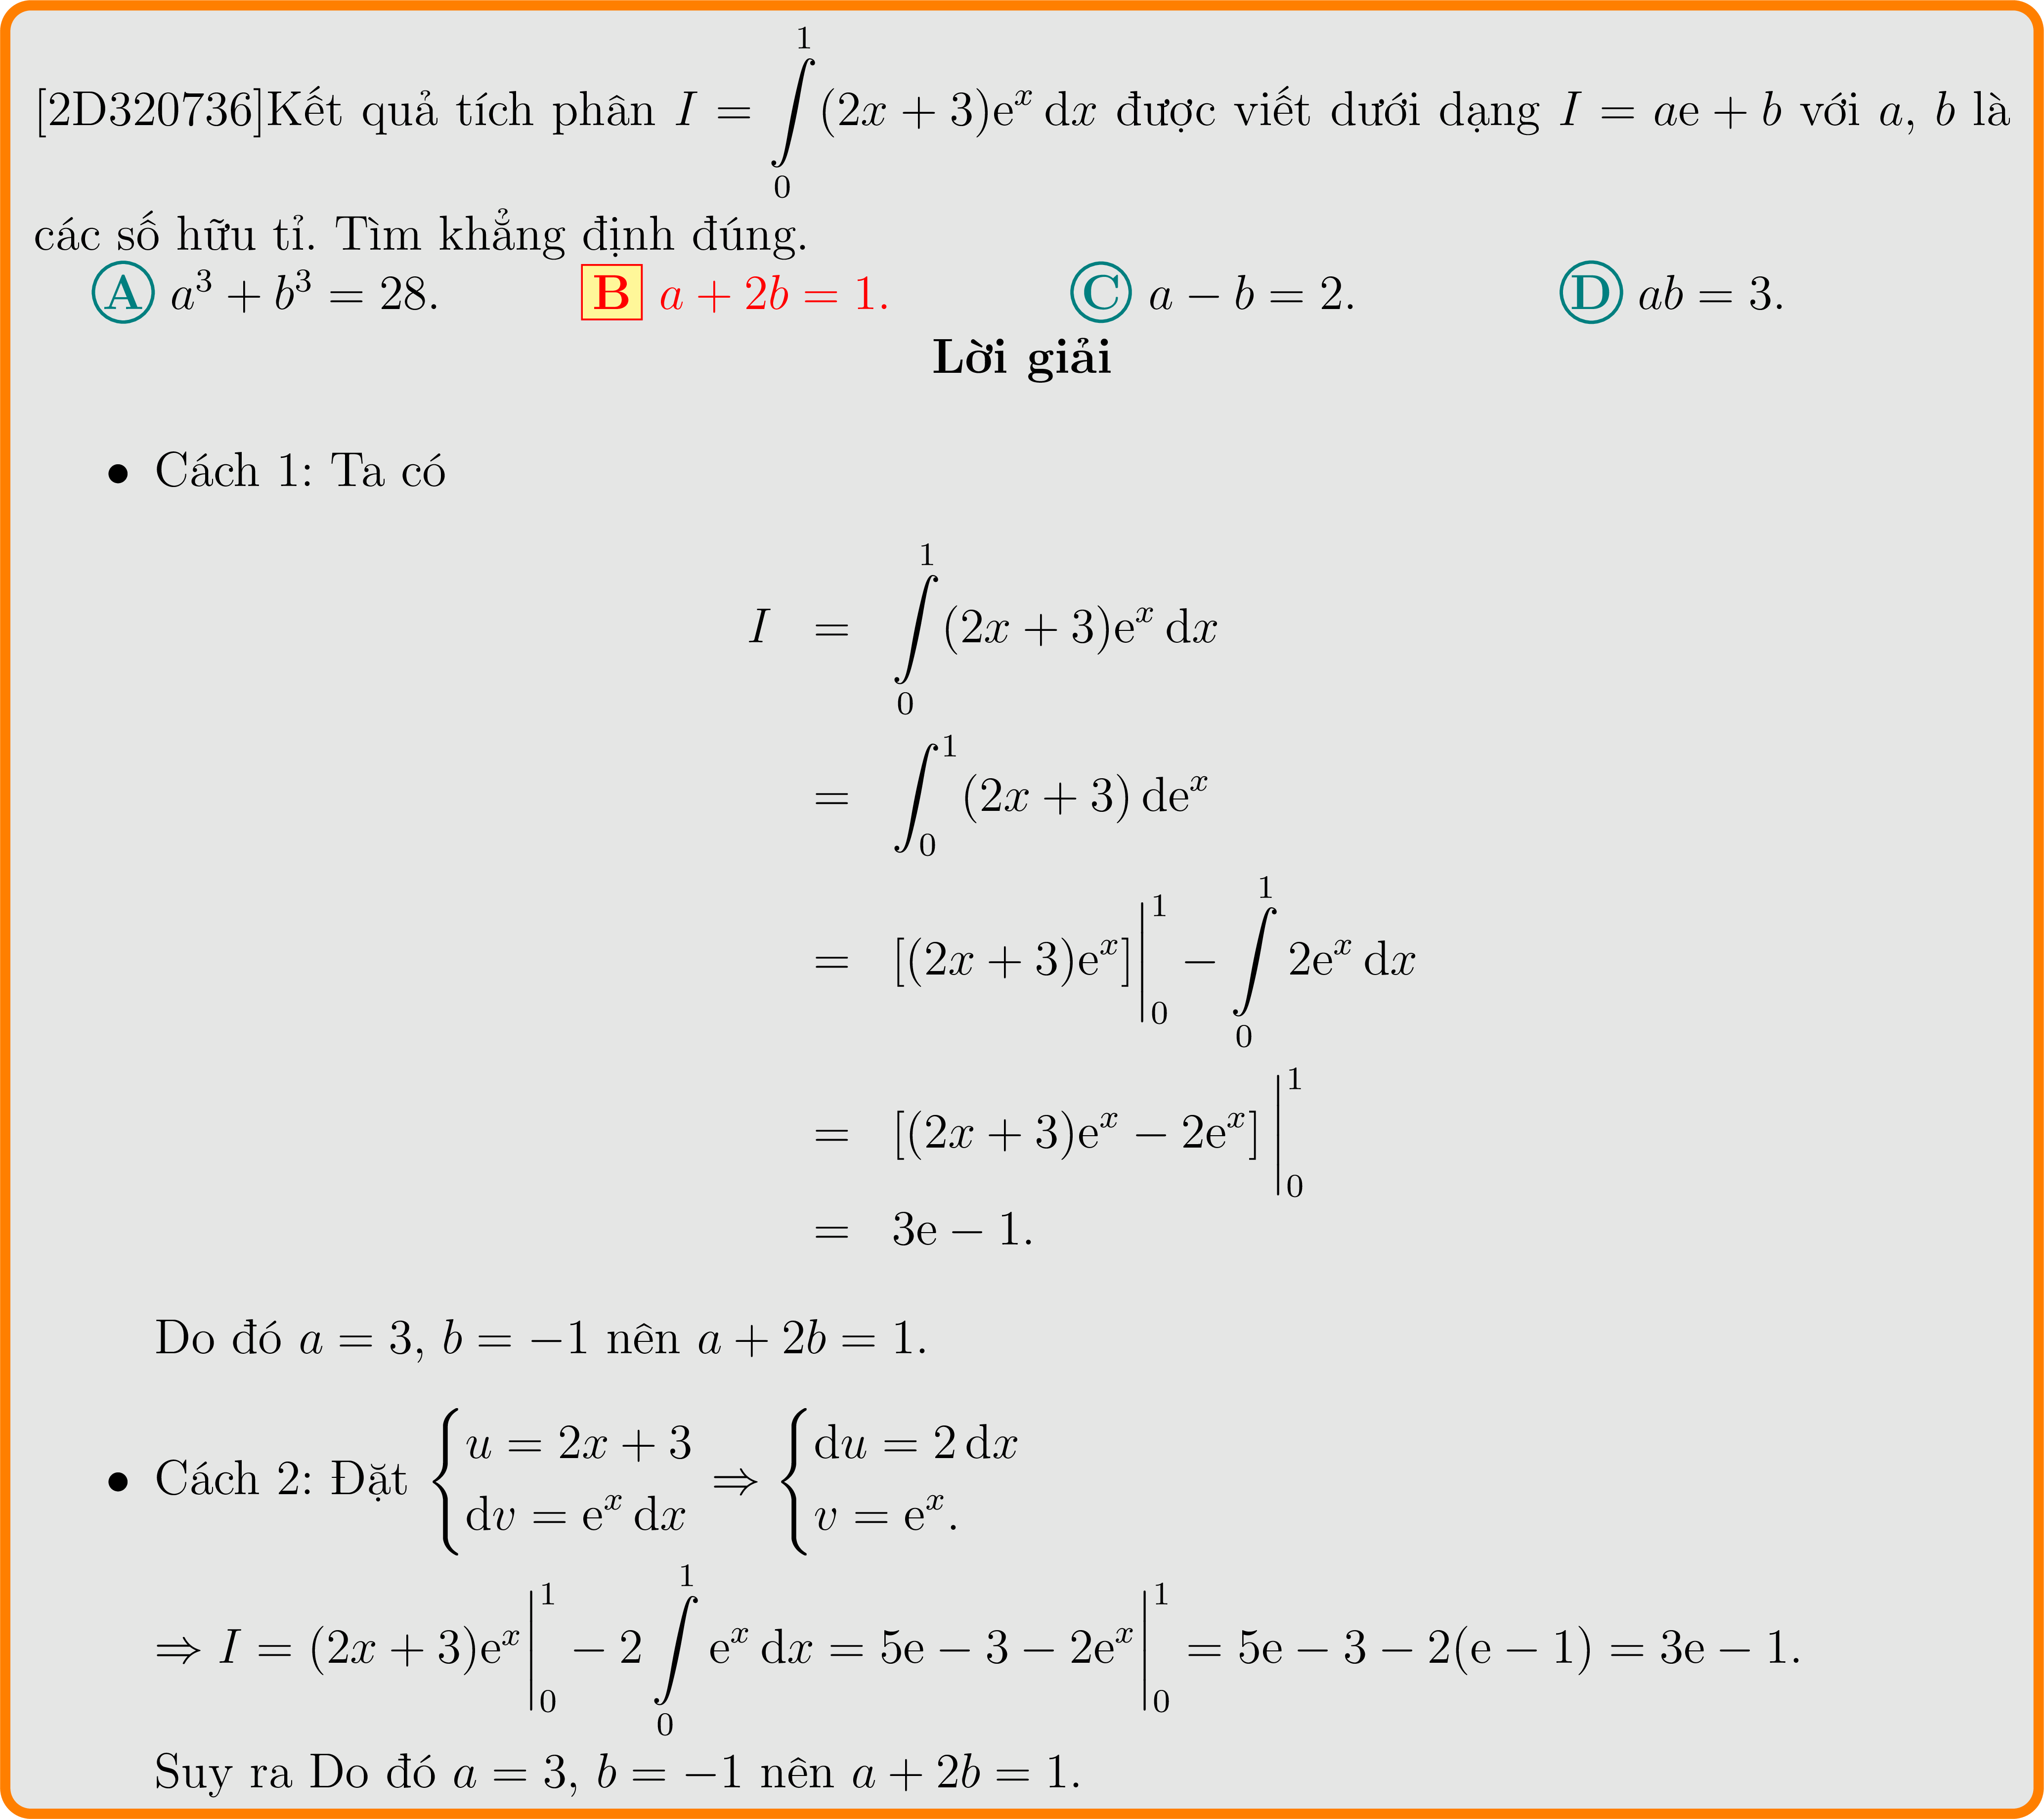 [2D320736]Kết quả tích phân $I = \int\limits_0^1 (2x + 3)\mathrm{e}^x \, \mathrm{d}x$ được viết dưới dạng $I = a\mathrm{e} + b$ với $a$, $b$ là
các số hữu tỉ. Tìm khẳng định đúng.
A $a^3 + b^3 = 28$. B $a + 2b = 1$. C $a - b = 2$. D $ab = 3$.
Lời giải
• Cách 1: Ta có
$I = \int\limits_0^1 (2x + 3)\mathrm{e}^x \, \mathrm{d}x$
$= \int_0^1 (2x + 3) \, \mathrm{d}\mathrm{e}^x$
$= [(2x + 3)\mathrm{e}^x]\Big|_0^1 - \int\limits_0^1 2\mathrm{e}^x \, \mathrm{d}x$
$= [(2x + 3)\mathrm{e}^x - 2\mathrm{e}^x]\Big|_0^1$
$= 3\mathrm{e} - 1.$
Do đó $a = 3$, $b = -1$ nên $a + 2b = 1$.
• Cách 2: Đặt $\begin{cases} u = 2x + 3 \\ \mathrm{d}v = \mathrm{e}^x \, \mathrm{d}x \end{cases} \Rightarrow \begin{cases} \mathrm{d}u = 2 \, \mathrm{d}x \\ v = \mathrm{e}^x. \end{cases}$
$\Rightarrow I = (2x + 3)\mathrm{e}^x\Big|_0^1 - 2\int\limits_0^1 \mathrm{e}^x \, \mathrm{d}x = 5\mathrm{e} - 3 - 2\mathrm{e}^x\Big|_0^1 = 5\mathrm{e} - 3 - 2(\mathrm{e} - 1) = 3\mathrm{e} - 1.$
Suy ra Do đó $a = 3$, $b = -1$ nên $a + 2b = 1$.